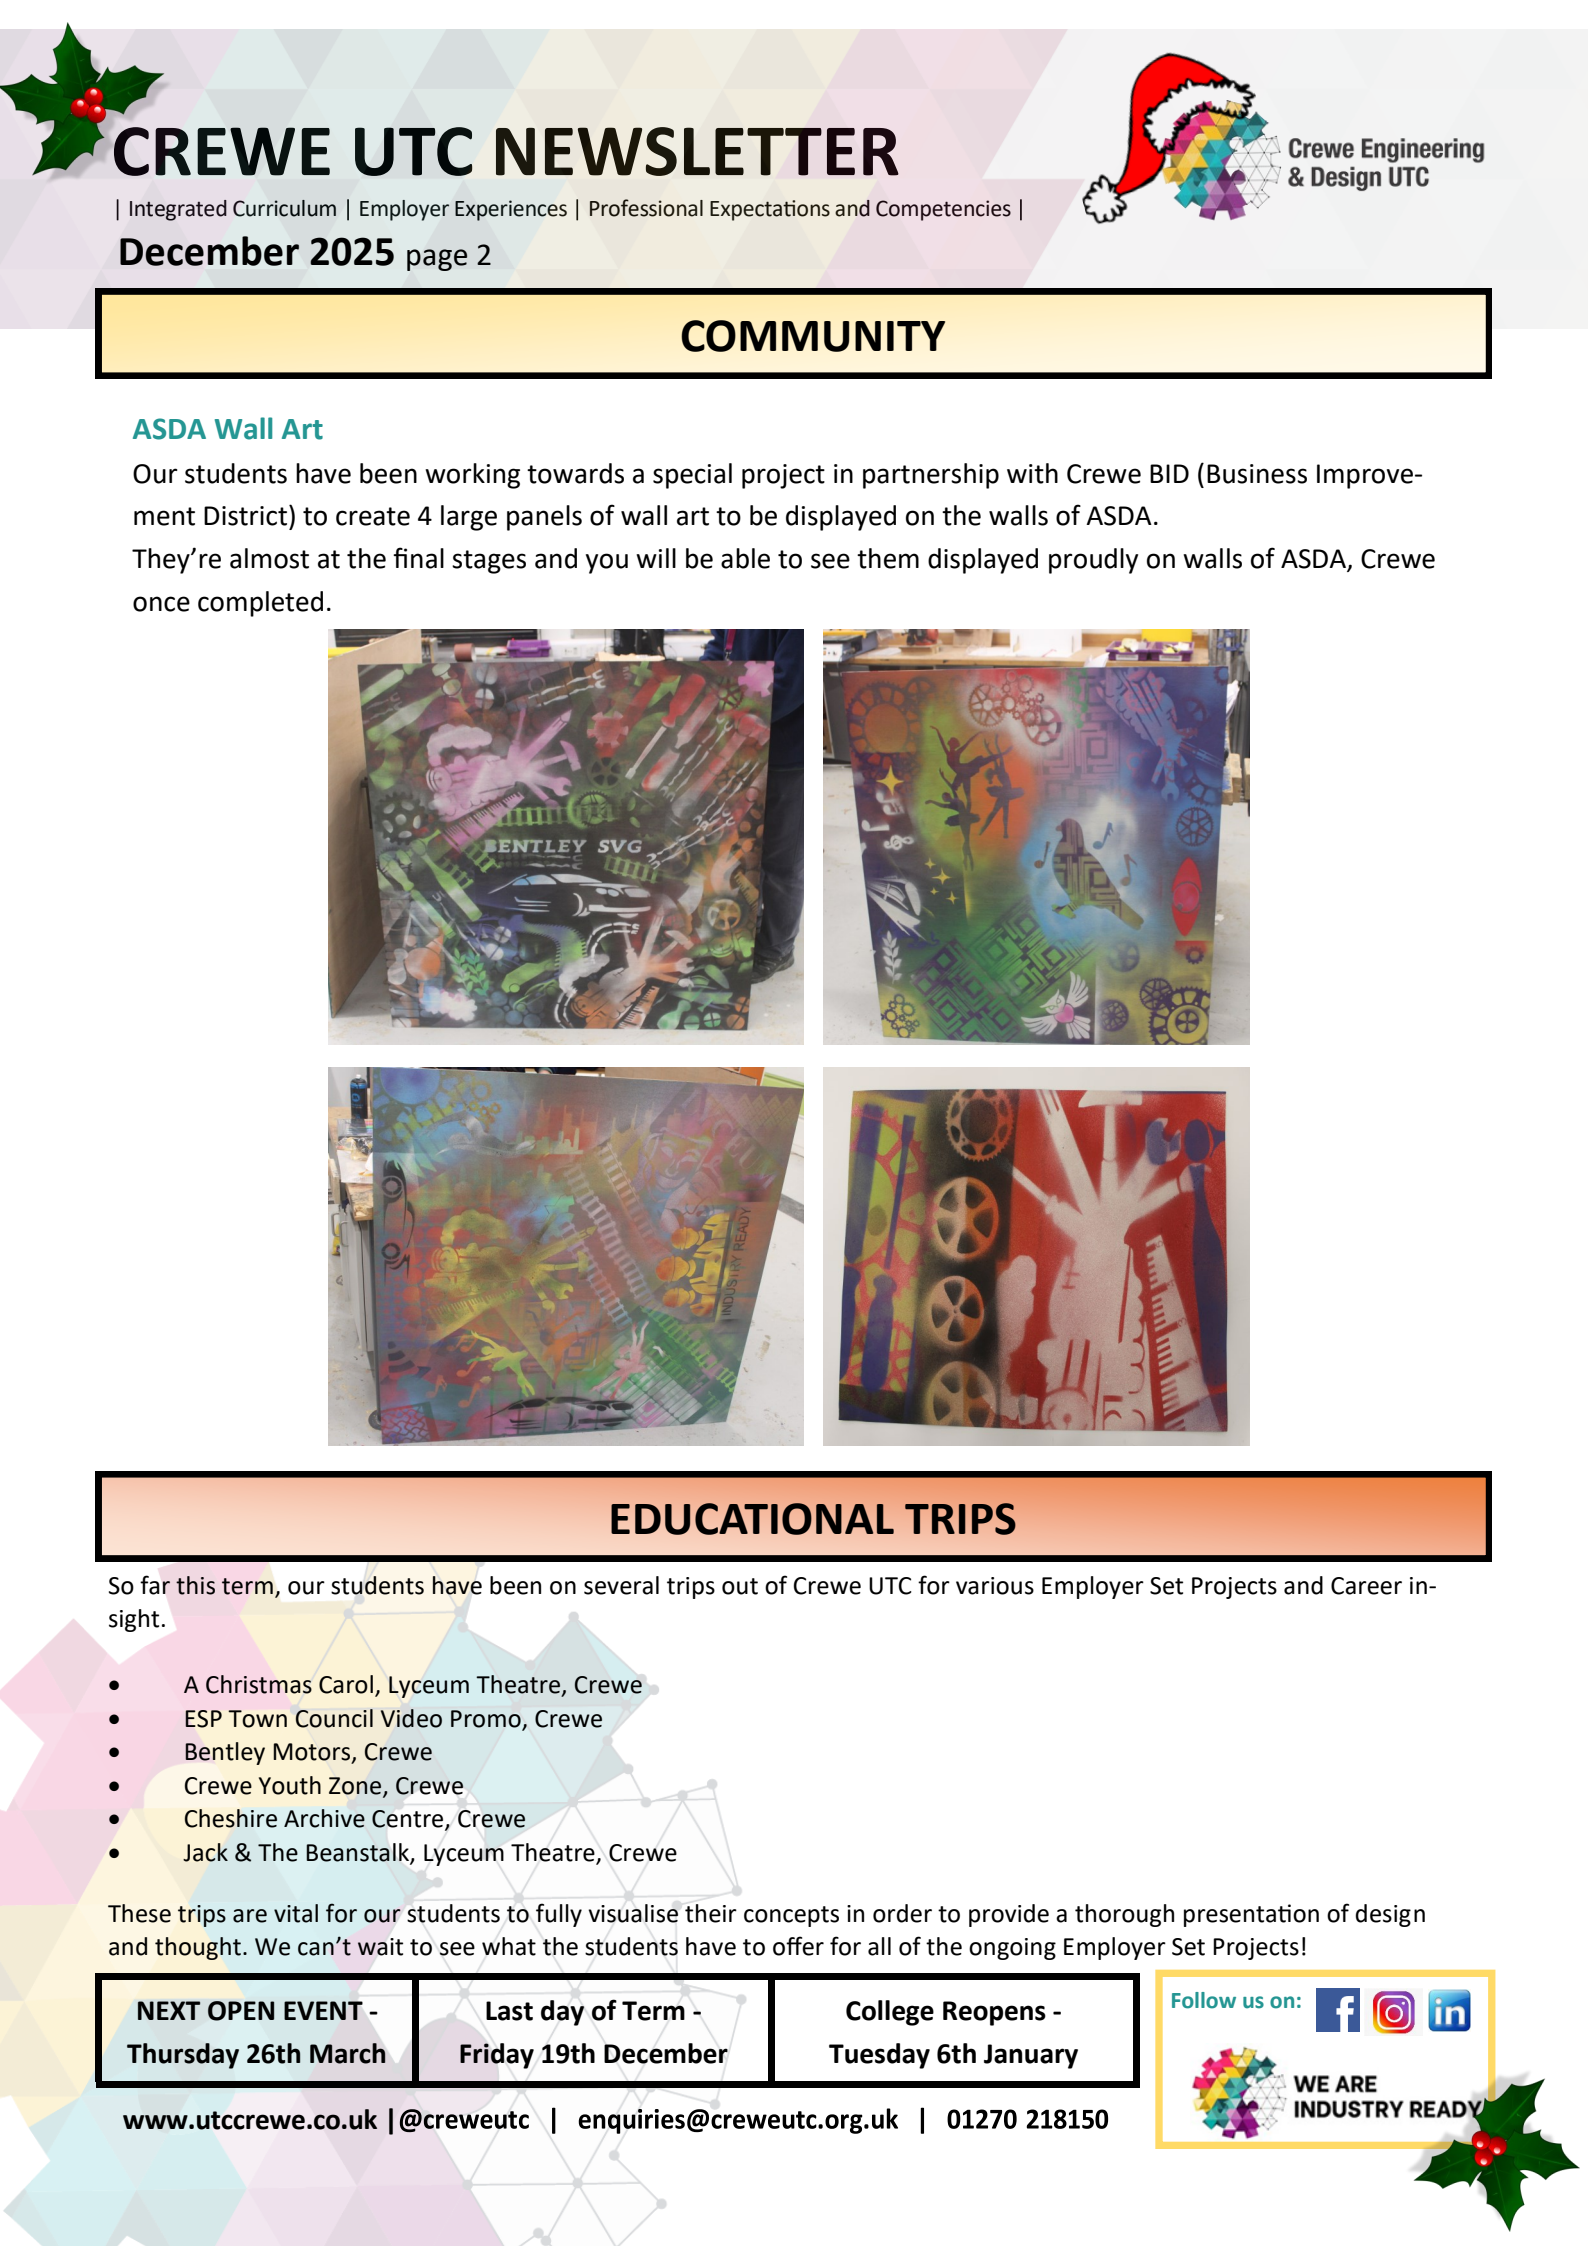 CREWE UTC NEWSLETTER
| Integrated Curriculum | Employer Experiences | Professional Expectations and Competencies |
December 2025 page 2
Crewe Engineering
& Design UTC
COMMUNITY
ASDA Wall Art
Our students have been working towards a special project in partnership with Crewe BID (Business Improve-
ment District) to create 4 large panels of wall art to be displayed on the walls of ASDA.
They’re almost at the final stages and you will be able to see them displayed proudly on walls of ASDA, Crewe
once completed.
BENTLEY SVG
INDUSTRY READY
EDUCATIONAL TRIPS
So far this term, our students have been on several trips out of Crewe UTC for various Employer Set Projects and Career in-
sight.
• A Christmas Carol, Lyceum Theatre, Crewe
• ESP Town Council Video Promo, Crewe
• Bentley Motors, Crewe
• Crewe Youth Zone, Crewe
• Cheshire Archive Centre, Crewe
• Jack & The Beanstalk, Lyceum Theatre, Crewe
These trips are vital for our students to fully visualise their concepts in order to provide a thorough presentation of design
and thought. We can’t wait to see what the students have to offer for all of the ongoing Employer Set Projects!
NEXT OPEN EVENT -
Thursday 26th March
Last day of Term -
Friday 19th December
College Reopens -
Tuesday 6th January
Follow us on:
WE ARE
INDUSTRY READY
www.utccrewe.co.uk |@creweutc | enquiries@creweutc.org.uk | 01270 218150